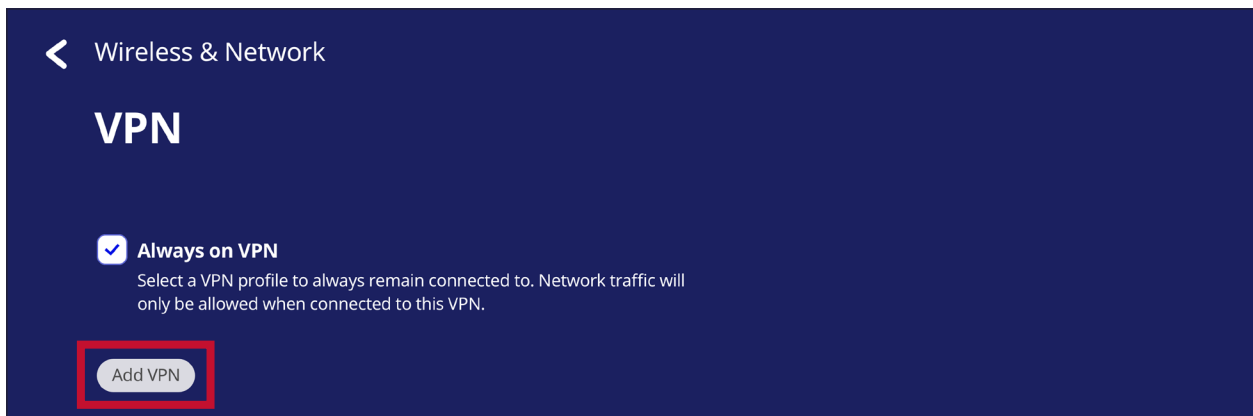 Wireless & Network
VPN
Always on VPN
Select a VPN profile to always remain connected to. Network traffic will
only be allowed when connected to this VPN.
Add VPN